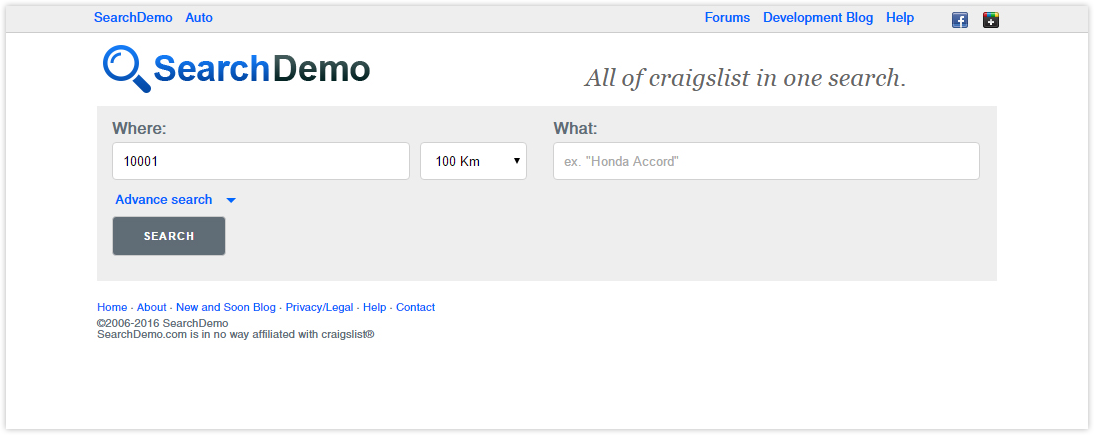 SearchDemo Auto Forums Development Blog Help
SearchDemo
All of craigslist in one search.
Where: What:
10001 100 Km ex. "Honda Accord"
Advance search
SEARCH
Home · About · New and Soon Blog · Privacy/Legal · Help · Contact
©2006-2016 SearchDemo
SearchDemo.com is in no way affiliated with craigslist®